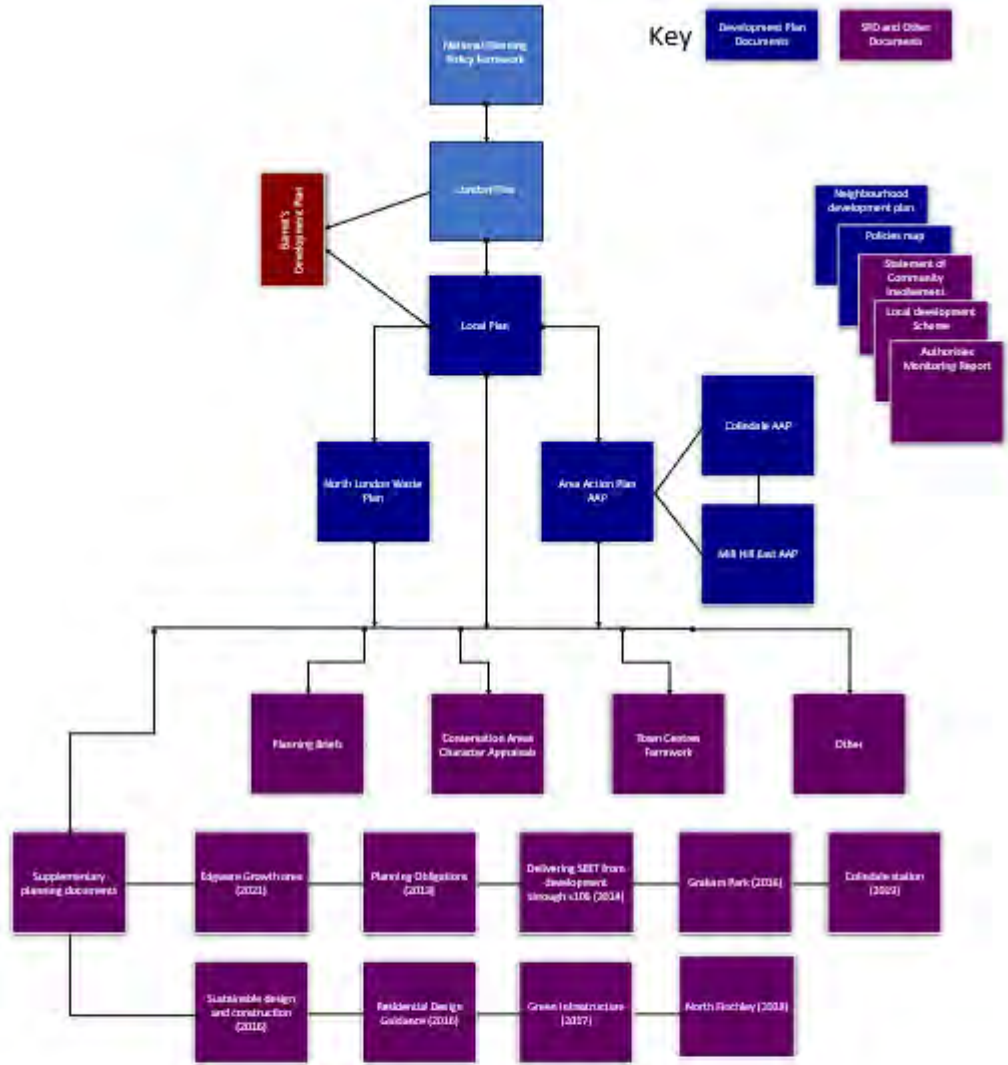 Key
Development Plan
Documents
SPD and Other
Documents
National Planning
Policy Framework
London Plan
Barnet's
Development Plan
Neighbourhood
development plan
Policies map
Statement of
Community
Involvement
Local development
Scheme
Authorities
Monitoring Report
Local Plan
North London Waste
Plan
Area Action Plan
AAP
Colindale AAP
Mill Hill East AAP
Planning Briefs
Conservation Areas
Character Appraisals
Town Centres
Other
Supplementary
planning documents
Edgware Growth area
(2021)
Planning Obligations
(2013)
Delivering SEET from
development
through s106 (2014)
Graham Park (2016)
Colindale station
(2019)
Sustainable design
and construction
(2016)
Residential Design
Guidance (2016)
Green Infrastructure
(2017)
North Finchley (2018)